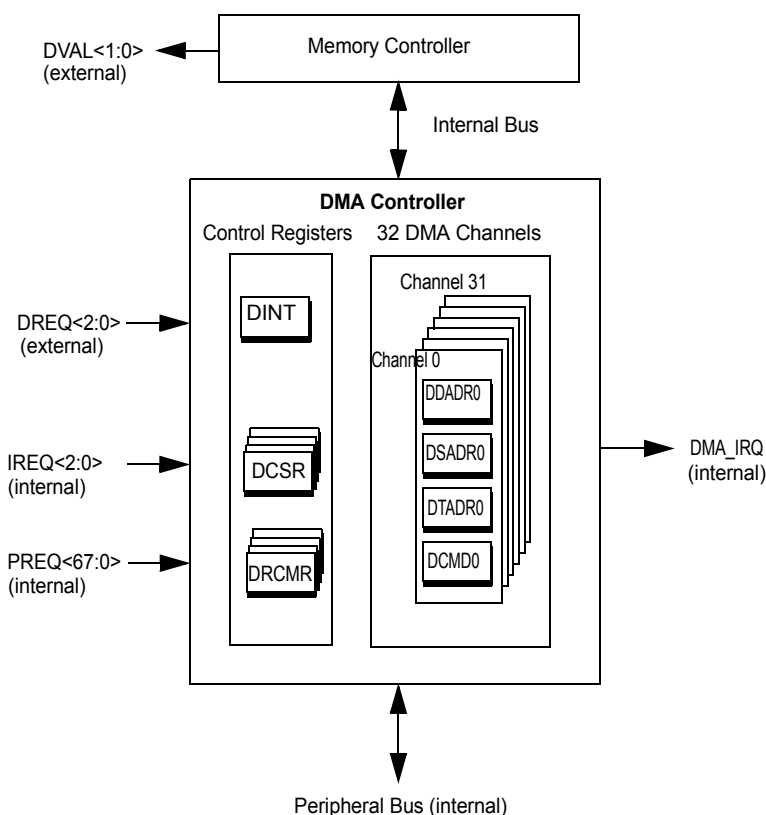 DVAL<1:0>
(external)
Memory Controller
Internal Bus
DMA Controller
Control Registers
32 DMA Channels
Channel 31
DINT
DREQ<2:0>
(external)
Channel 0
DDADR0
DSADR0
DMA_IRQ
(internal)
IREQ<2:0>
(internal)
DCSR
DTADR0
PREQ<67:0>
(internal)
DRCMR
DCMD0
Peripheral Bus (internal)